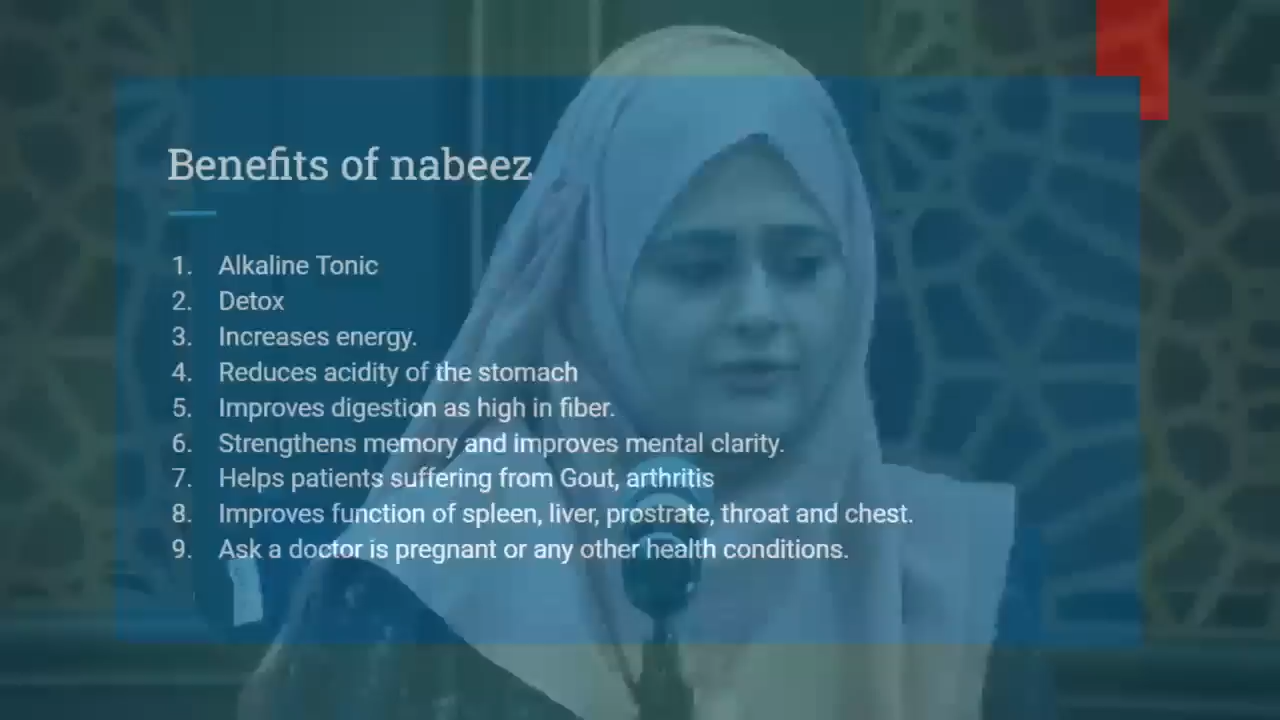 Benefits of nabeez
1. Alkaline Tonic
2. Detox
3. Increases energy.
4. Reduces acidity of the stomach
5. Improves digestion as high in fiber.
6. Strengthens memory and improves mental clarity.
7. Helps patients suffering from Gout, arthritis
8. Improves function of spleen, liver, prostrate, throat and chest.
9. Ask a doctor is pregnant or any other health conditions.